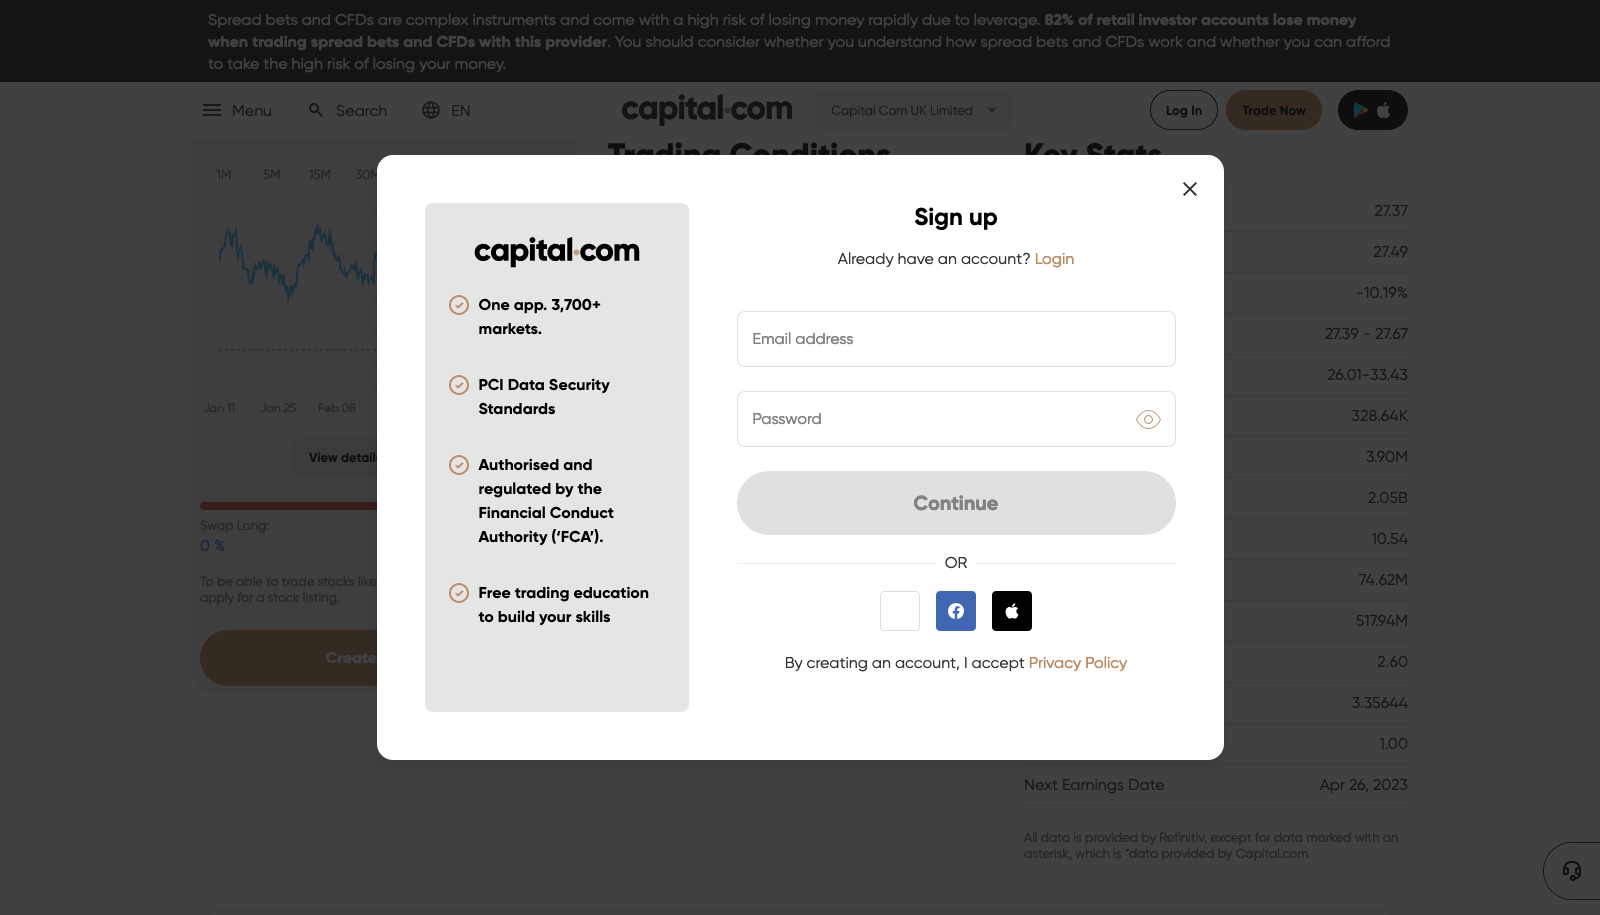 Spread bets and CFDs are complex instruments and come with a high risk of losing money rapidly due to leverage. 82% of retail investor accounts lose money
when trading spread bets and CFDs with this provider. You should consider whether you understand how spread bets and CFDs work and whether you can afford
to take the high risk of losing your money.
Menu
Search
EN
capital.com
Capital Com UK Limited
Log In
Trade Now
Trading Conditions
Key Stats
1M 5M 15M 30M
Jan 11 Jan 25 Feb 08
View details
Swap Long:
0 %
To be able to trade stocks like
apply for a stock listing.
Create
Sign up
Already have an account? Login
capital.com
One app. 3,700+
markets.
PCI Data Security
Standards
Authorised and
regulated by the
Financial Conduct
Authority (‘FCA’).
Free trading education
to build your skills
Email address
Password
Continue
OR
By creating an account, I accept Privacy Policy
27.37
27.49
-10.19%
27.39 - 27.67
26.01-33.43
328.64K
3.90M
2.05B
10.54
74.62M
517.94M
2.60
3.35644
1.00
Next Earnings Date Apr 26, 2023
All data is provided by Refinitiv, except for data marked with an
asterisk, which is *data provided by Capital.com